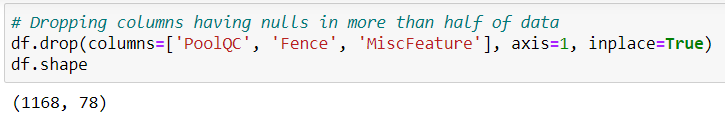 # Dropping columns having nulls in more than half of data
df.drop(columns=['PoolQC', 'Fence', 'MiscFeature'], axis=1, inplace=True)
df.shape
(1168, 78)